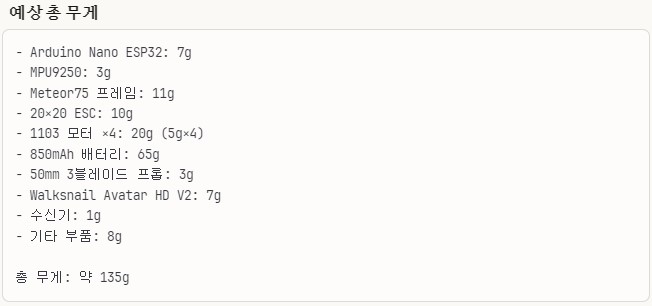 예상 총 무게
- Arduino Nano ESP32: 7g
- MPU9250: 3g
- Meteor75 프레임: 11g
- 20×20 ESC: 10g
- 1103 모터 ×4: 20g (5g×4)
- 850mAh 배터리: 65g
- 50mm 3블레이드 프롭: 3g
- Walksnail Avatar HD V2: 7g
- 수신기: 1g
- 기타 부품: 8g
총 무게: 약 135g